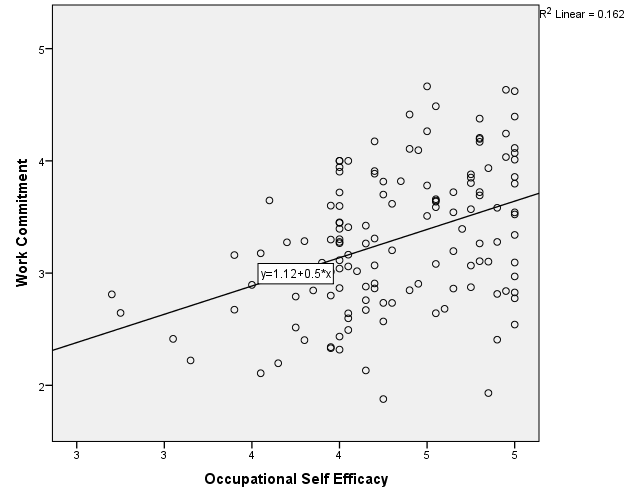 R² Linear = 0.162
5
4
3
2
Work Commitment
y=1.12+0.5*x
3 3 4 4 5 5
Occupational Self Efficacy